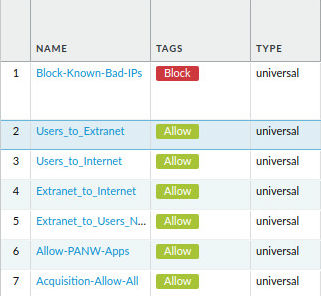 NAME TAGS TYPE
1 Block-Known-Bad-IPs Block universal
2 Users_to_Extranet Allow universal
3 Users_to_Internet Allow universal
4 Extranet_to_Internet Allow universal
5 Extranet_to_Users_N... Allow universal
6 Allow-PANW-Apps Allow universal
7 Acquisition-Allow-All Allow universal